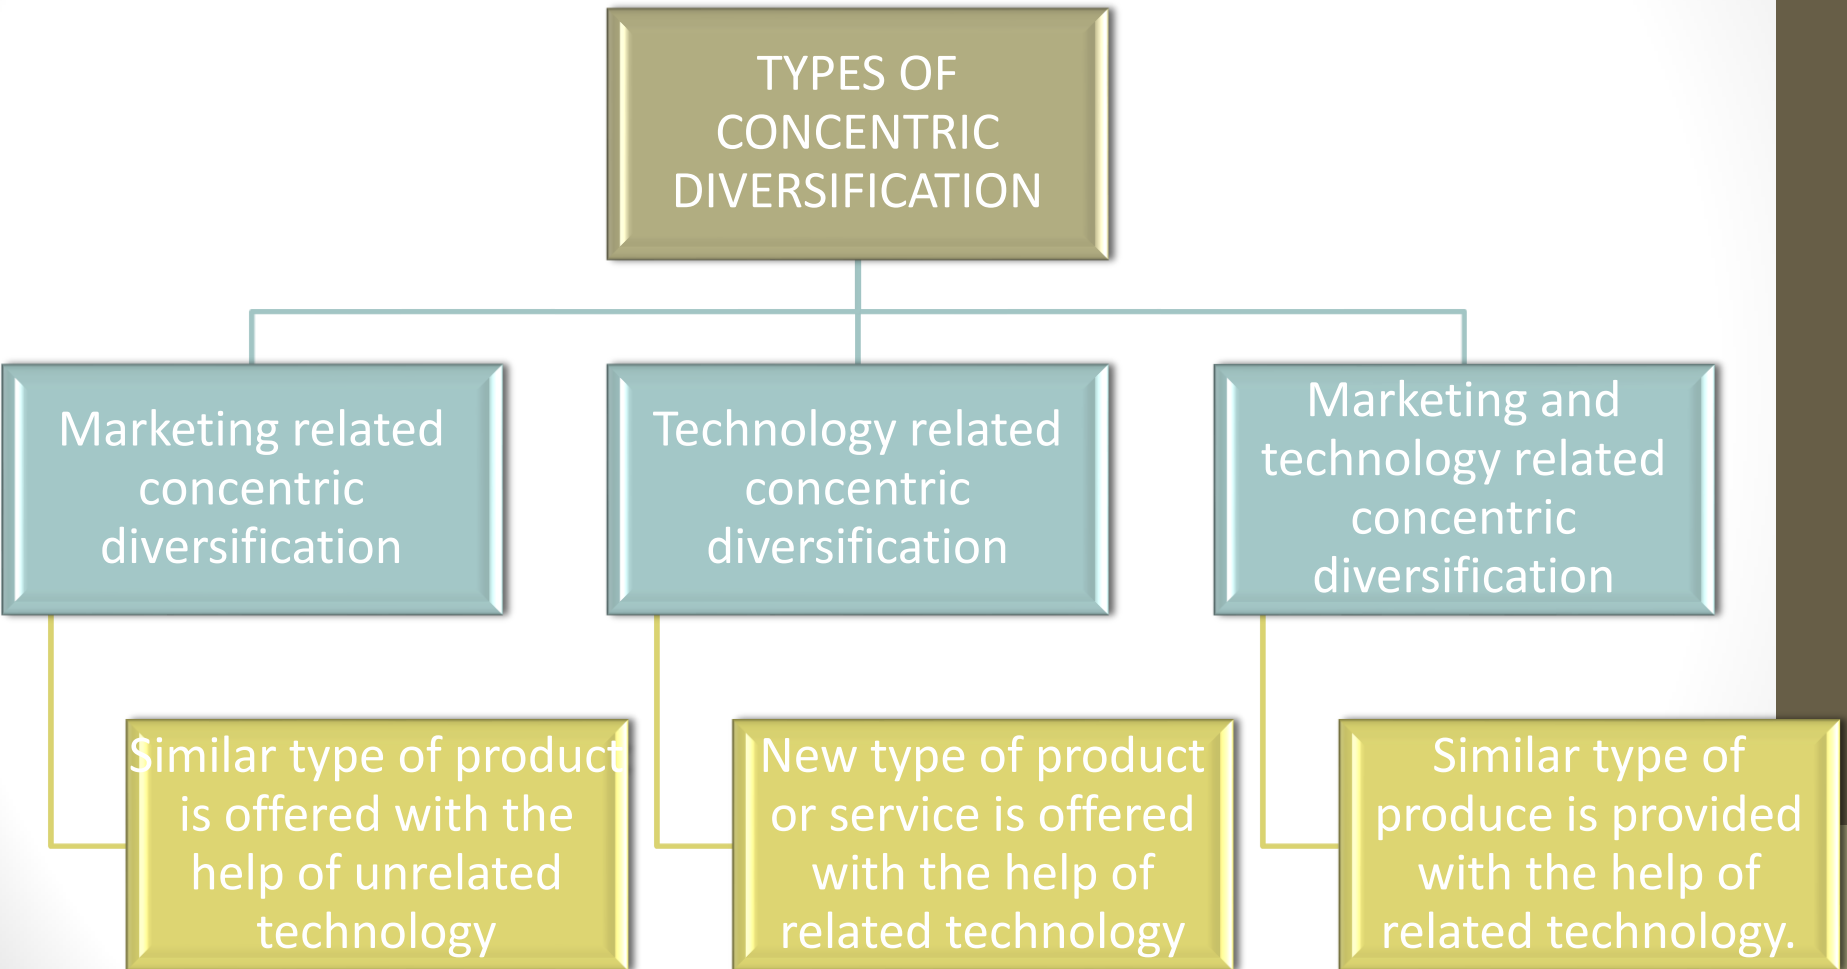 TYPES OF
CONCENTRIC
DIVERSIFICATION
Marketing related
concentric
diversification
Technology related
concentric
diversification
Marketing and
technology related
concentric
diversification
Similar type of product
is offered with the
help of unrelated
technology
New type of product
or service is offered
with the help of
related technology
Similar type of
produce is provided
with the help of
related technology.